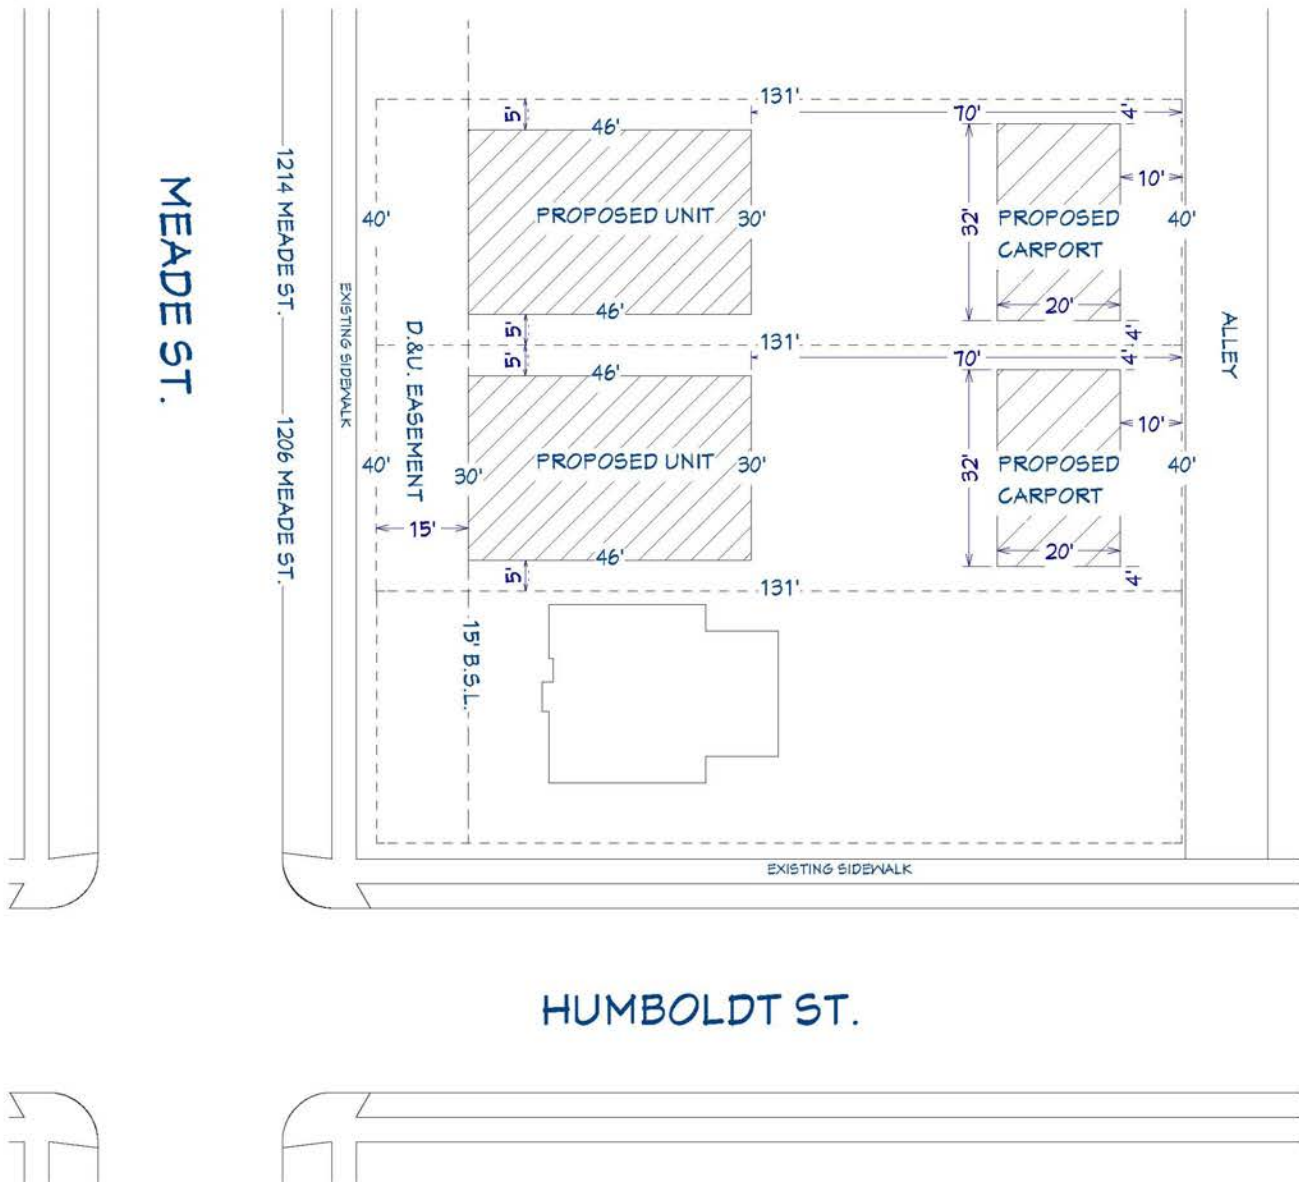 131'
5'
46'
70'
4'
MEADE ST.
1214 MEADE ST.
40'
PROPOSED UNIT
30'
32'
PROPOSED
CARPORT
10'
40'
20'
EXISTING SIDEWALK
D.&U. EASEMENT
46'
5'
4'
ALLEY
131'
5'
46'
70'
4'
1206 MEADE ST.
40'
30'
PROPOSED UNIT
30'
32'
PROPOSED
CARPORT
10'
40'
15'
20'
46'
5'
4'
131'
15' B.S.L.
EXISTING SIDEWALK
HUMBOLDT ST.